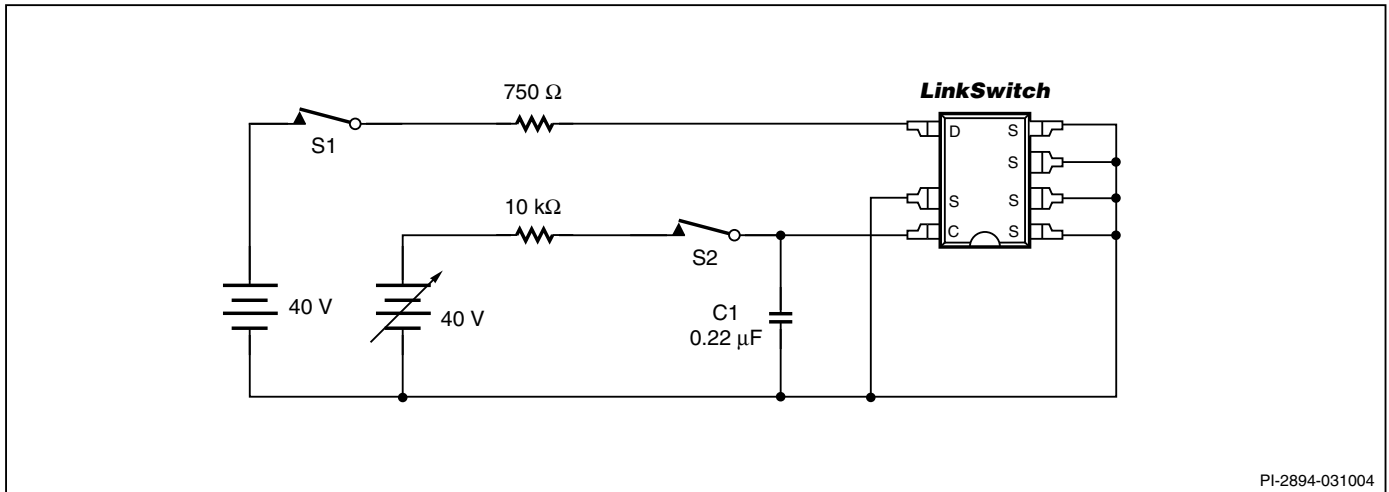 750 Ω
LinkSwitch
S1
D S
S
10 kΩ
S S
C S
S2
40 V
40 V
C1
0.22 µF
PI-2894-031004